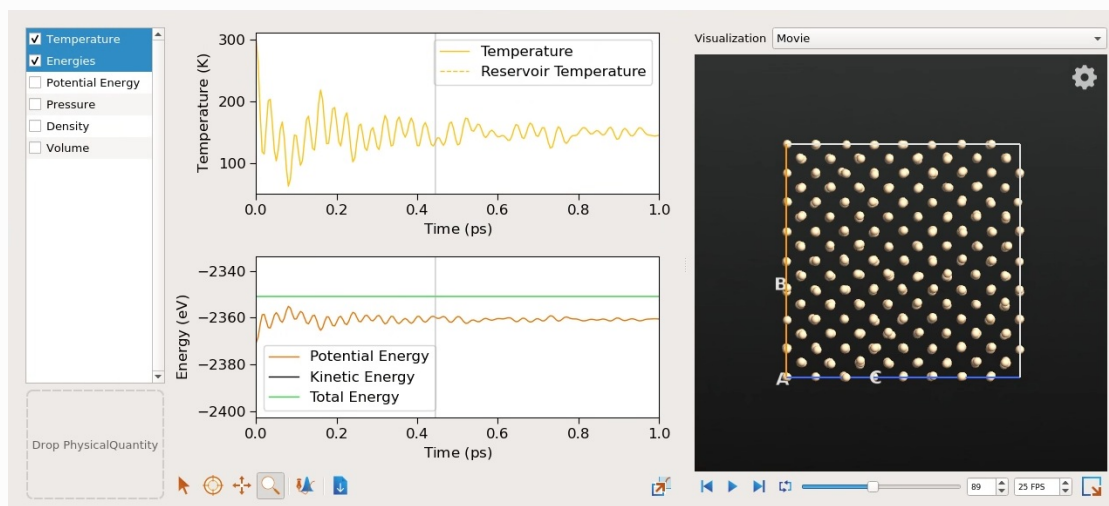 Temperature
Energies
Potential Energy
Pressure
Density
Volume
Drop PhysicalQuantity
300
200
100
Temperature (K)
Temperature
Reservoir Temperature
0.0 0.2 0.4 0.6 0.8 1.0
Time (ps)
−2340
−2360
−2380
−2400
Energy (eV)
Potential Energy
Kinetic Energy
Total Energy
0.0 0.2 0.4 0.6 0.8 1.0
Time (ps)
Visualization Movie
B
A C
89 25 FPS